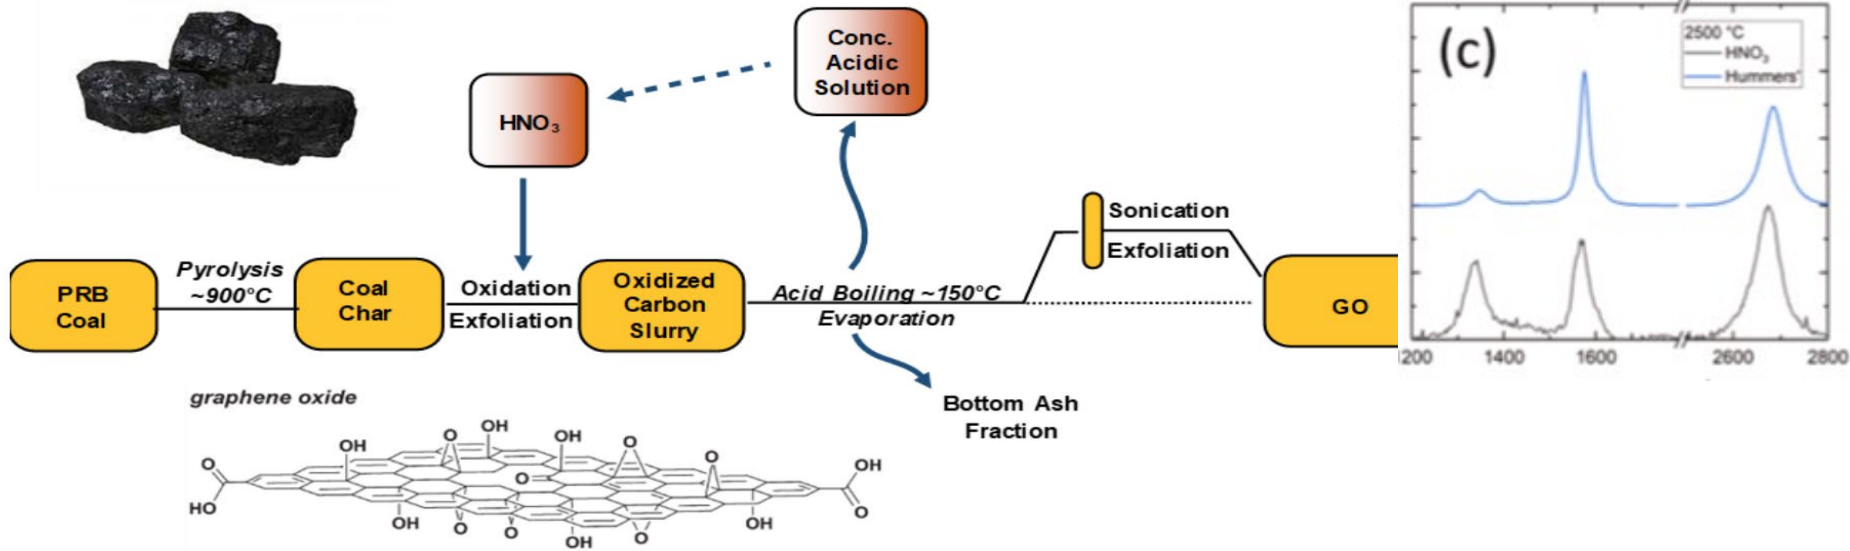 Conc.
Acidic
Solution
HNO₃
PRB
Coal
Pyrolysis
~900°C
Coal
Char
Oxidation
Exfoliation
Oxidized
Carbon
Slurry
Acid Boiling ~150°C
Evaporation
Sonication
Exfoliation
GO
Bottom Ash
Fraction
graphene oxide
O
HO
OH
O
OH
OH
O
O
O
OH
O
OH
O
O
OH
O
OH
(c)
2500 °C
HNO₃
Hummers'
200
1400
1600
2600
2800